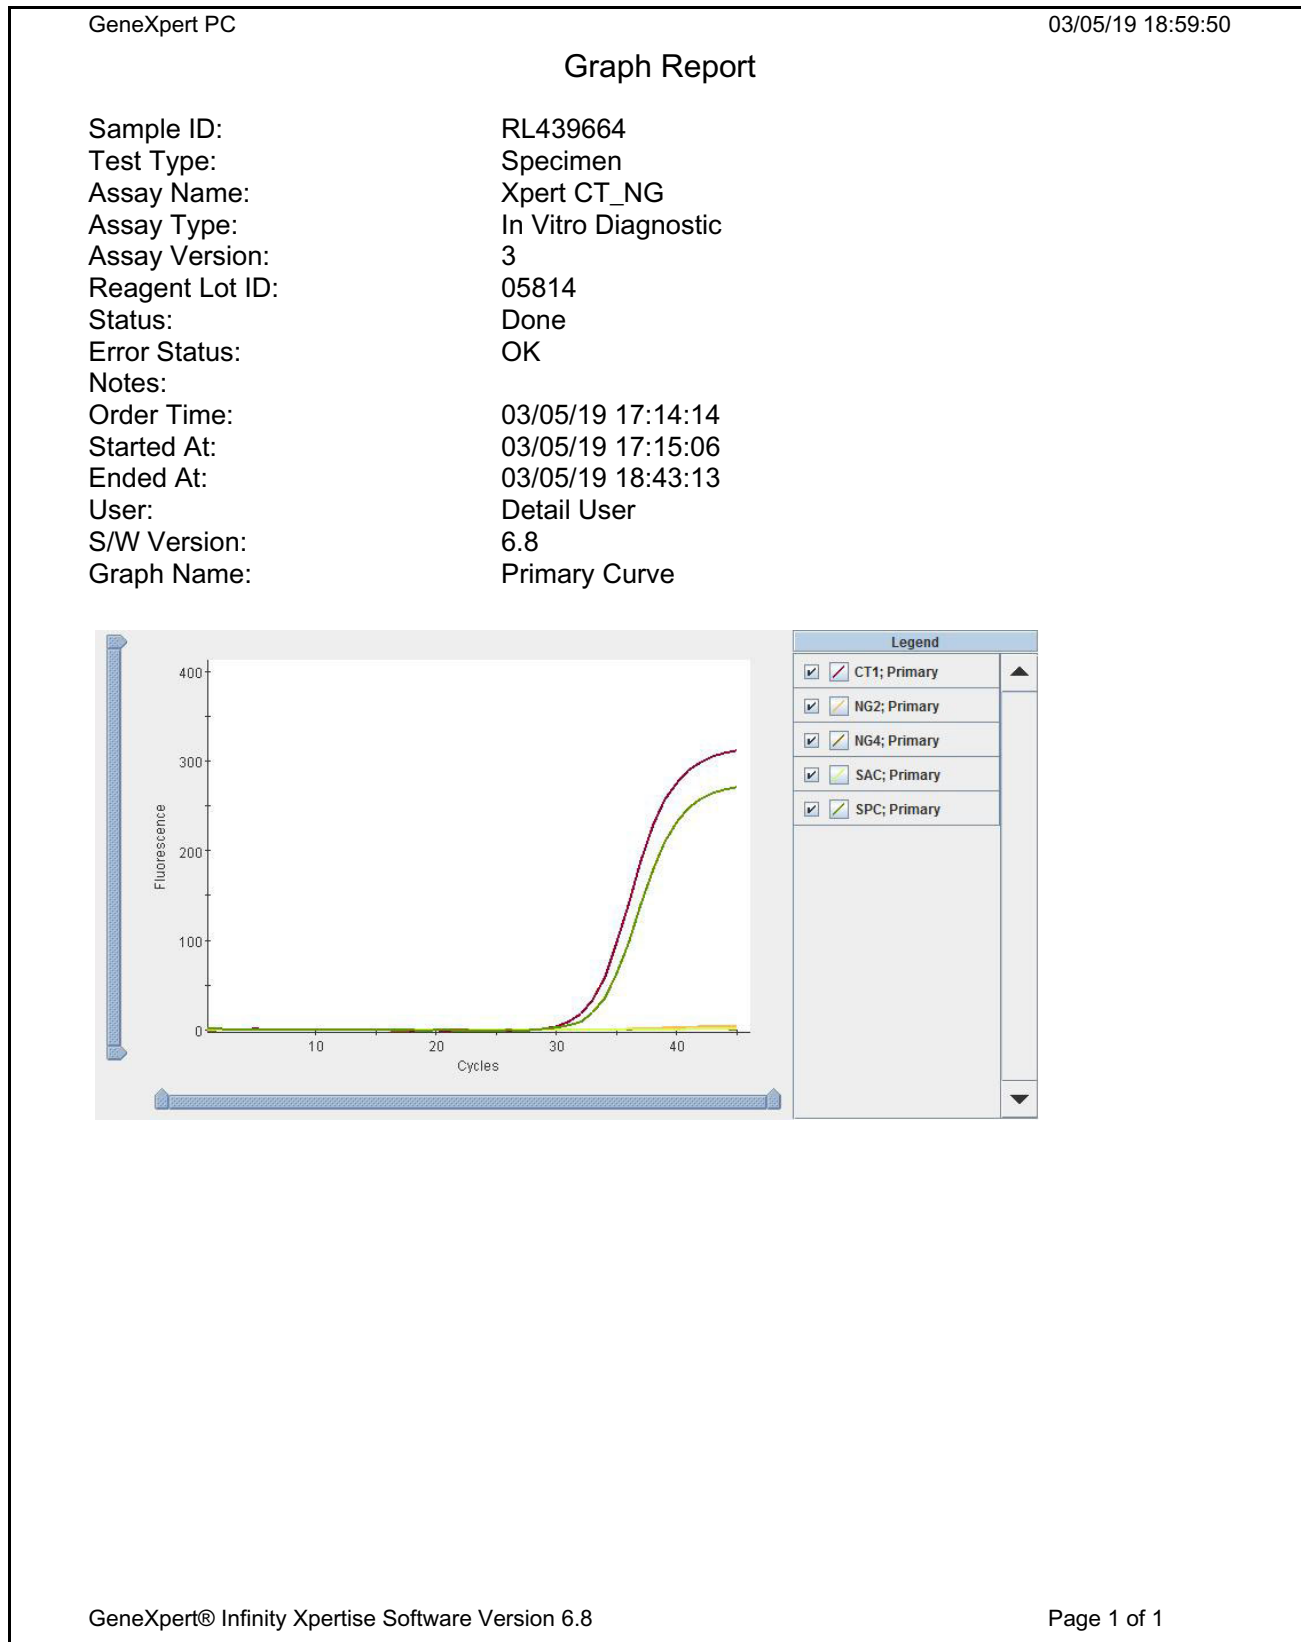 GeneXpert PC 03/05/19 18:59:50
Graph Report
Sample ID: RL439664
Test Type: Specimen
Assay Name: Xpert CT_NG
Assay Type: In Vitro Diagnostic
Assay Version: 3
Reagent Lot ID: 05814
Status: Done
Error Status: OK
Notes:
Order Time: 03/05/19 17:14:14
Started At: 03/05/19 17:15:06
Ended At: 03/05/19 18:43:13
User: Detail User
S/W Version: 6.8
Graph Name: Primary Curve
Legend
CT1; Primary
NG2; Primary
NG4; Primary
SAC; Primary
SPC; Primary
400
300
200
100
0
Fluorescence
10 20 30 40
Cycles
GeneXpert® Infinity Xpertise Software Version 6.8 Page 1 of 1